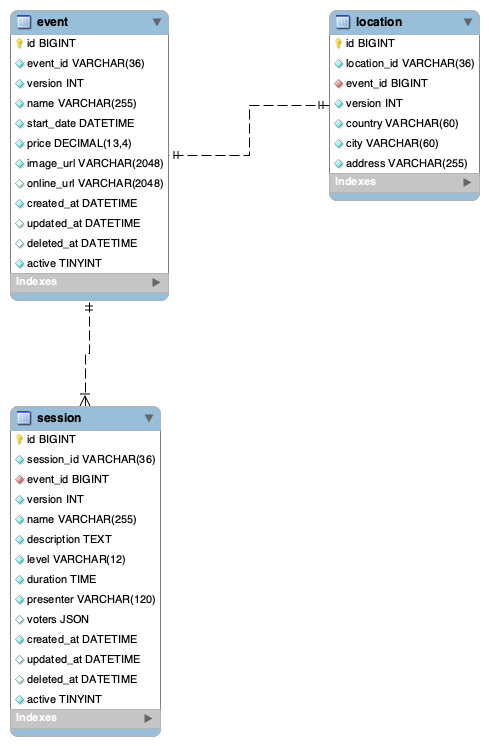 event
id BIGINT
event_id VARCHAR(36)
version INT
name VARCHAR(255)
start_date DATETIME
price DECIMAL(13,4)
image_url VARCHAR(2048)
online_url VARCHAR(2048)
created_at DATETIME
updated_at DATETIME
deleted_at DATETIME
active TINYINT
Indexes
location
id BIGINT
location_id VARCHAR(36)
event_id BIGINT
version INT
country VARCHAR(60)
city VARCHAR(60)
address VARCHAR(255)
Indexes
session
id BIGINT
session_id VARCHAR(36)
event_id BIGINT
version INT
name VARCHAR(255)
description TEXT
level VARCHAR(12)
duration TIME
presenter VARCHAR(120)
voters JSON
created_at DATETIME
updated_at DATETIME
deleted_at DATETIME
active TINYINT
Indexes